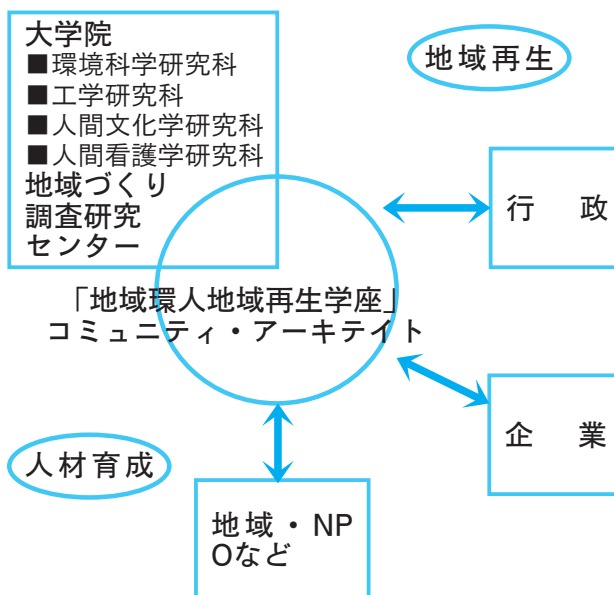 大学院
■環境科学研究科
■工学研究科
■人間文化学研究科
■人間看護学研究科
地域づくり
調査研究
センター
地域再生
行 政
「地域環人地域再生学座」
コミュニティ・アーキテイト
企 業
人材育成
地域・NP
Oなど